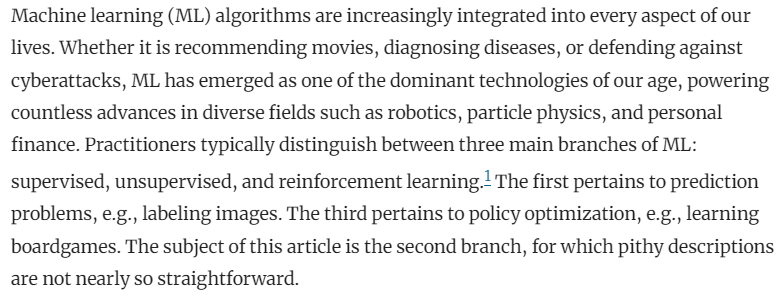 Machine learning (ML) algorithms are increasingly integrated into every aspect of our
lives. Whether it is recommending movies, diagnosing diseases, or defending against
cyberattacks, ML has emerged as one of the dominant technologies of our age, powering
countless advances in diverse fields such as robotics, particle physics, and personal
finance. Practitioners typically distinguish between three main branches of ML:
supervised, unsupervised, and reinforcement learning.1 The first pertains to prediction
problems, e.g., labeling images. The third pertains to policy optimization, e.g., learning
boardgames. The subject of this article is the second branch, for which pithy descriptions
are not nearly so straightforward.